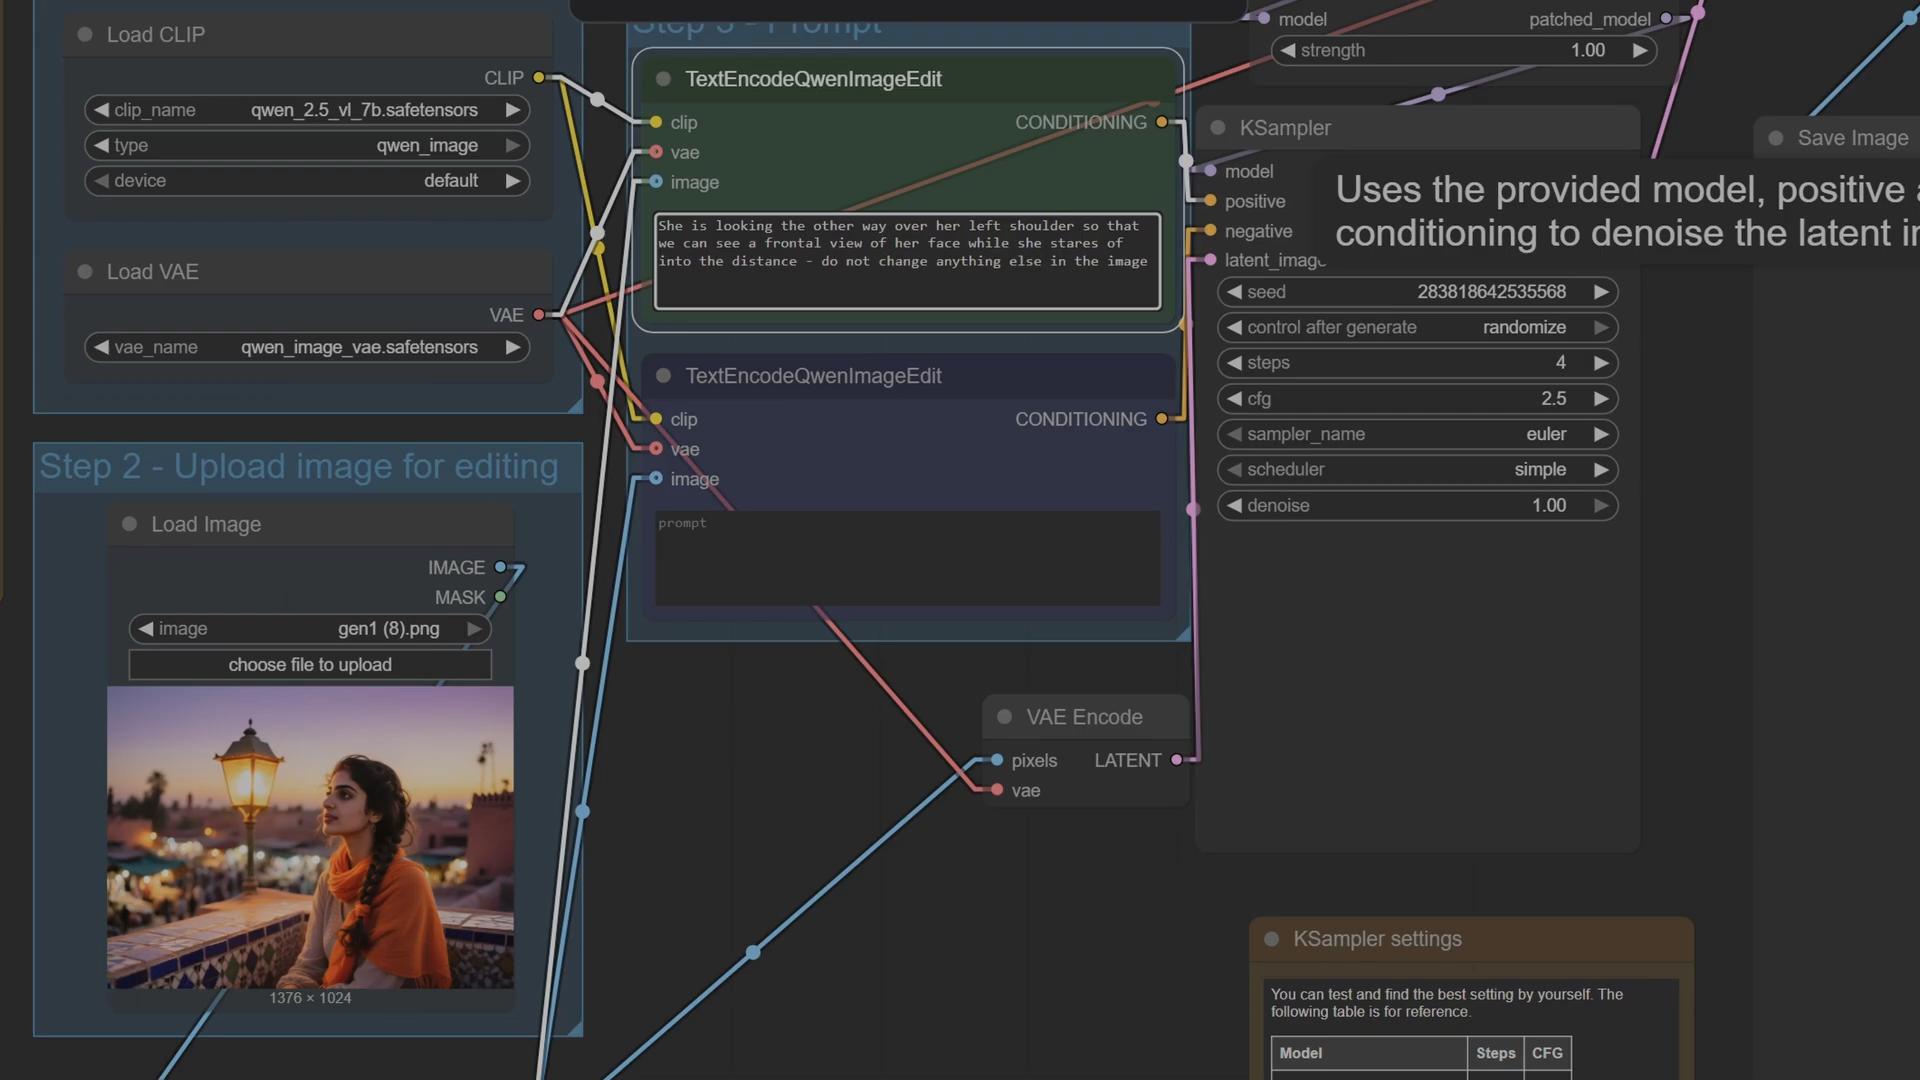 Load CLIP
CLIP
clip_name qwen_2.5_vl_7b.safetensors
type qwen_image
device default
Load VAE
VAE
vae_name qwen_image_vae.safetensors
Step 2 - Upload image for editing
Load Image
IMAGE
MASK
image gen1 (8).png
choose file to upload
1376 × 1024
Step 3 - Prompt
TextEncodeQwenImageEdit
clip CONDITIONING
vae
image
She is looking the other way over her left shoulder so that
we can see a frontal view of her face while she stares of
into the distance - do not change anything else in the image
TextEncodeQwenImageEdit
clip CONDITIONING
vae
image
prompt
VAE Encode
pixels LATENT
vae
model patched_model
strength 1.00
KSampler
model
positive
negative
latent_image
Uses the provided model, positive
conditioning to denoise the latent
seed 283818642535568
control after generate randomize
steps 4
cfg 2.5
sampler_name euler
scheduler simple
denoise 1.00
Save Image
KSampler settings
You can test and find the best setting by yourself. The
following table is for reference.
Model Steps CFG